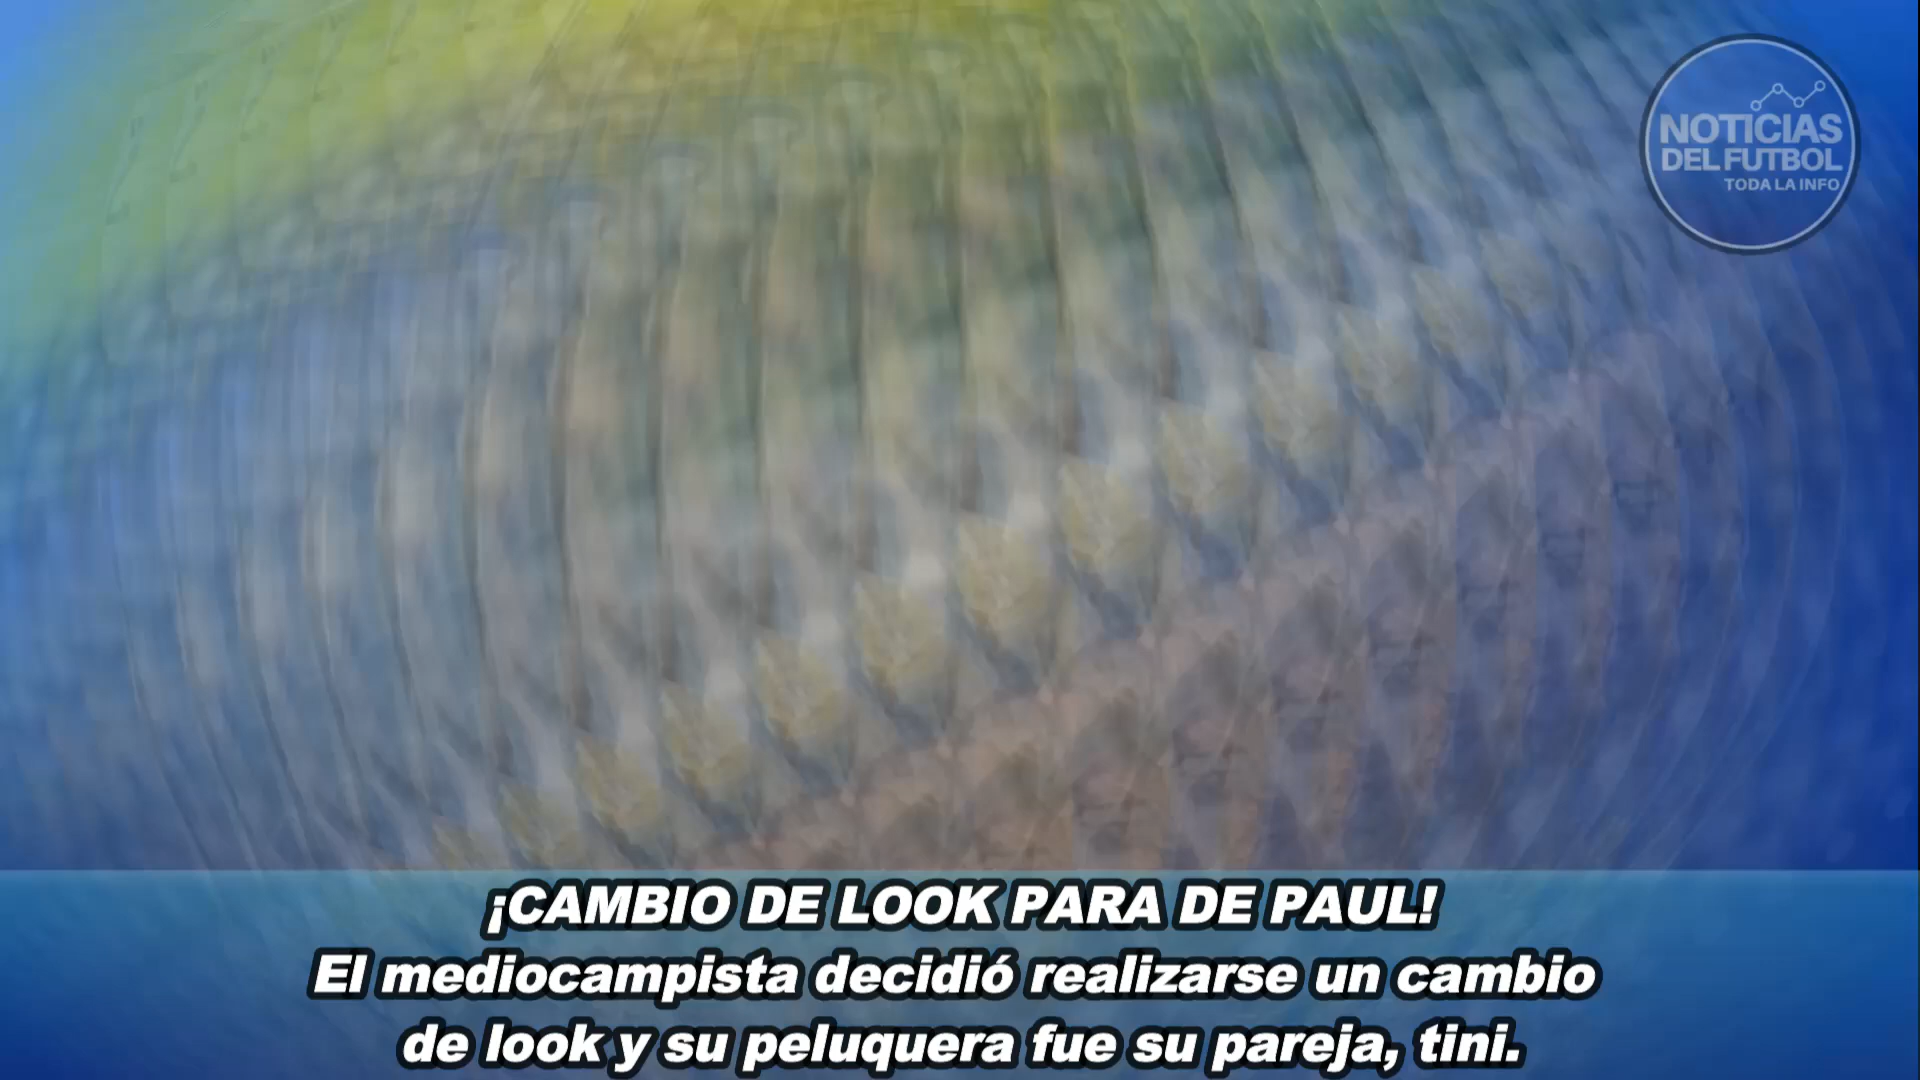 NOTICIAS
DEL FUTBOL
TODA LA INFO
¡CAMBIO DE LOOK PARA DE PAUL!
El mediocampista decidió realizarse un cambio
de look y su peluquera fue su pareja, tini.